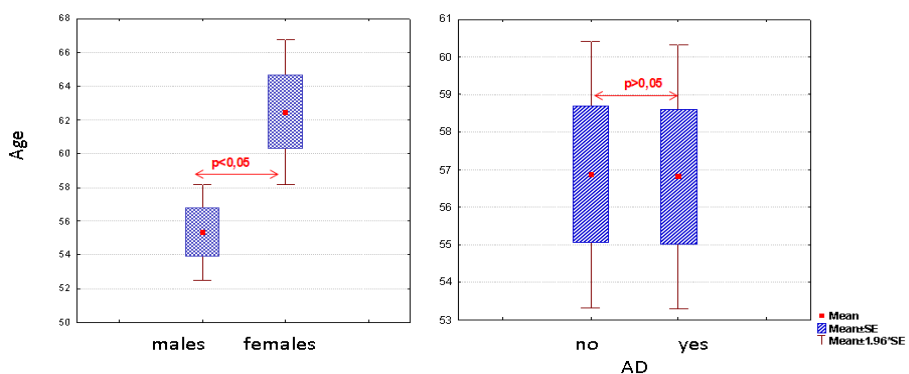 68
66
64
62
60
58
56
54
52
50
Age
p<0,05
males females
61
60
59
58
57
56
55
54
53
p>0,05
no yes
AD
Mean
Mean±SE
Mean±1.96*SE